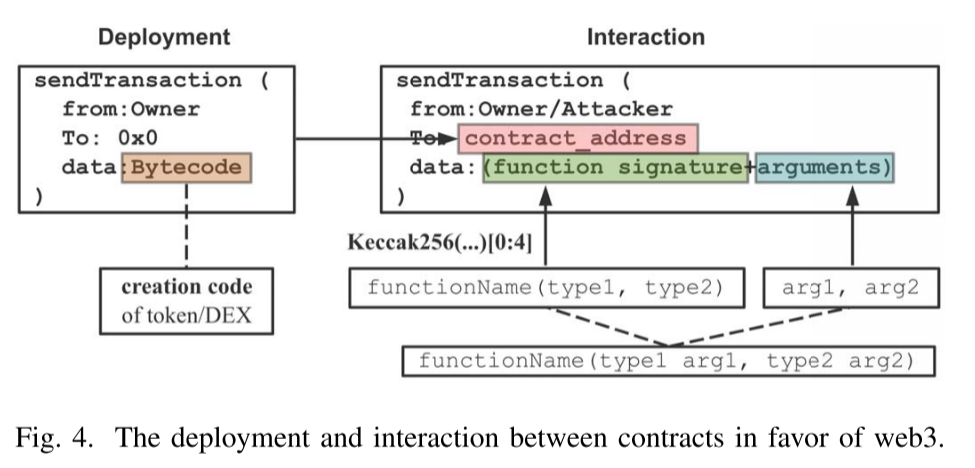 Deployment
sendTransaction (
from:Owner
To: 0x0
data:Bytecode
)
creation code
of token/DEX
Interaction
sendTransaction (
from:Owner/Attacker
To: contract_address
data:(function signature+arguments)
)
Keccak256(...)[0:4]
functionName(type1, type2)
arg1, arg2
functionName(type1 arg1, type2 arg2)
Fig. 4. The deployment and interaction between contracts in favor of web3.